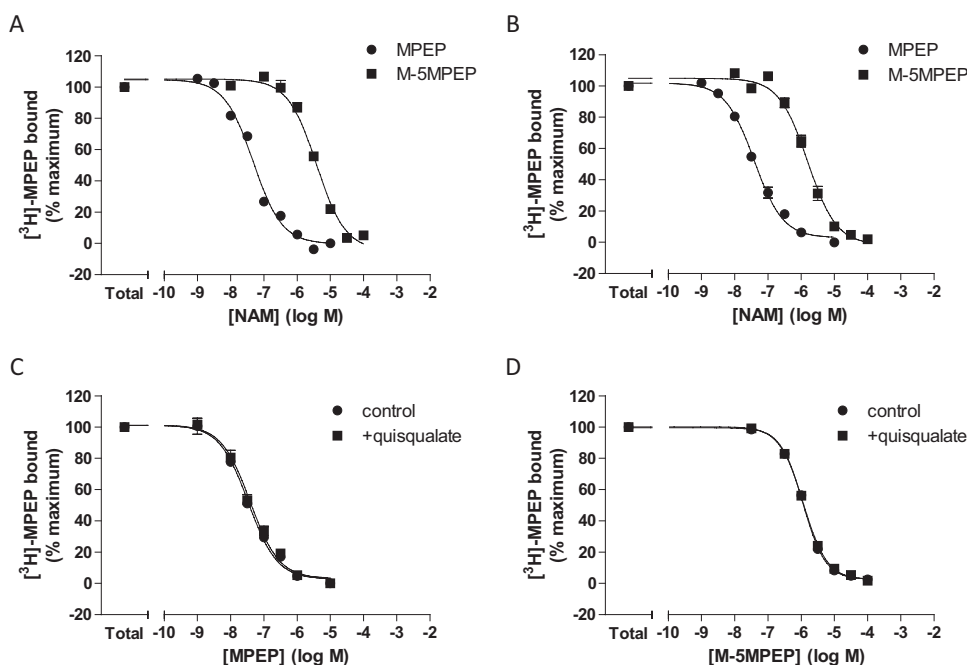 A
MPEP
M-5MPEP
[³H]-MPEP bound
(% maximum)
120
100
80
60
40
20
0
-20
Total
-10 -9 -8 -7 -6 -5 -4 -3 -2
[NAM] (log M)
B
MPEP
M-5MPEP
[³H]-MPEP bound
(% maximum)
120
100
80
60
40
20
0
-20
Total
-10 -9 -8 -7 -6 -5 -4 -3 -2
[NAM] (log M)
C
control
+quisqualate
[³H]-MPEP bound
(% maximum)
120
100
80
60
40
20
0
-20
Total
-10 -9 -8 -7 -6 -5 -4 -3 -2
[MPEP] (log M)
D
control
+quisqualate
[³H]-MPEP bound
(% maximum)
120
100
80
60
40
20
0
-20
Total
-10 -9 -8 -7 -6 -5 -4 -3 -2
[M-5MPEP] (log M)